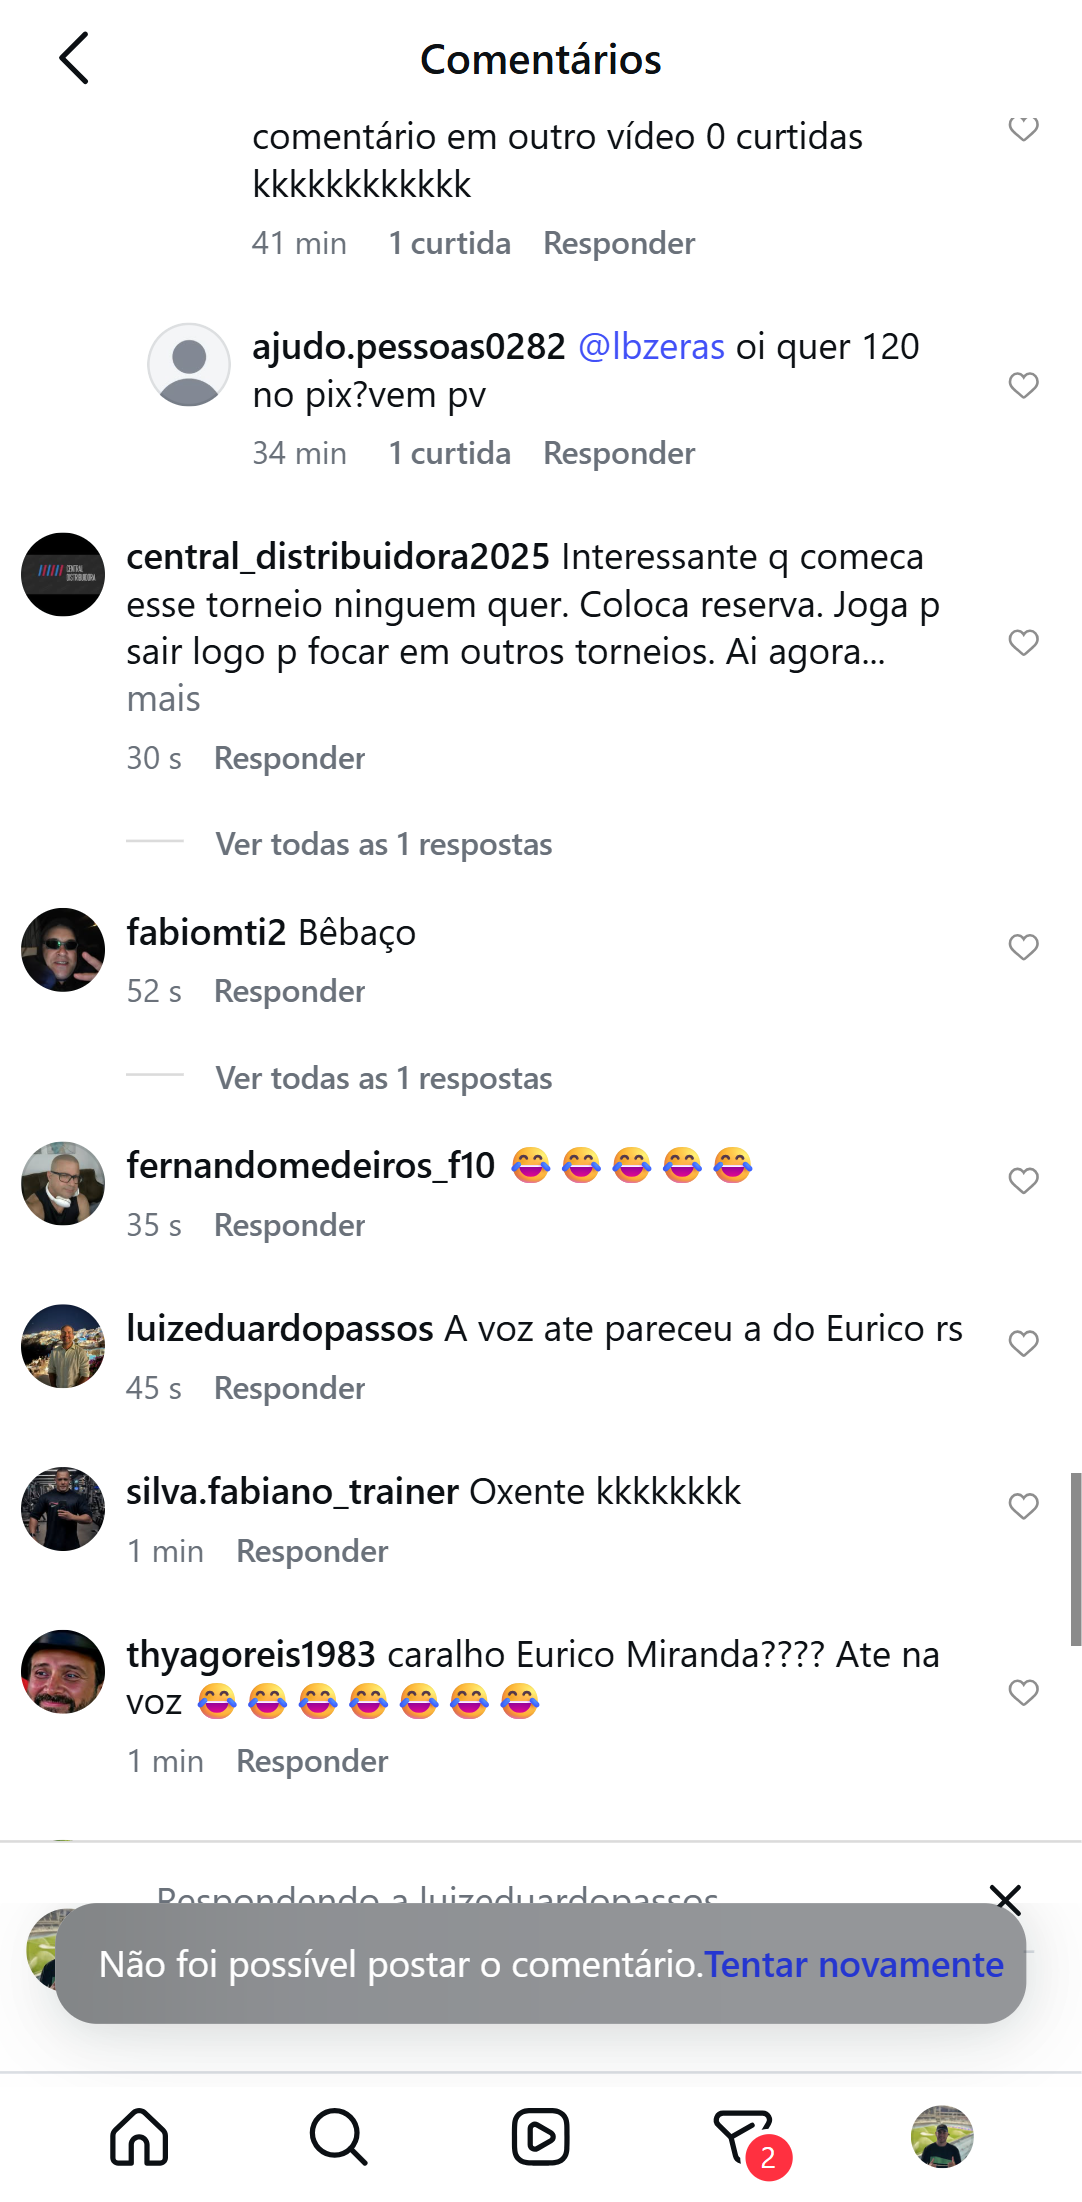 Comentários
comentário em outro vídeo 0 curtidas
kkkkkkkkkkkk
41 min 1 curtida Responder
ajudo.pessoas0282 @lbzeras oi quer 120
no pix?vem pv
34 min 1 curtida Responder
CENTRAL
DISTRIBUIDORA
central_distribuidora2025 Interessante q comeca
esse torneio ninguem quer. Coloca reserva. Joga p
sair logo p focar em outros torneios. Ai agora...
mais
30 s Responder
Ver todas as 1 respostas
fabiomti2 Bêbaço
52 s Responder
Ver todas as 1 respostas
fernandomedeiros_f10 😂😂😂😂😂
35 s Responder
luizeduardopassos A voz ate pareceu a do Eurico rs
45 s Responder
silva.fabiano_trainer Oxente kkkkkkkk
1 min Responder
thyagoreis1983 caralho Eurico Miranda???? Ate na
voz 😂😂😂😂😂😂😂
1 min Responder
Respondendo a luizeduardopassos
Não foi possível postar o comentário.Tentar novamente
2